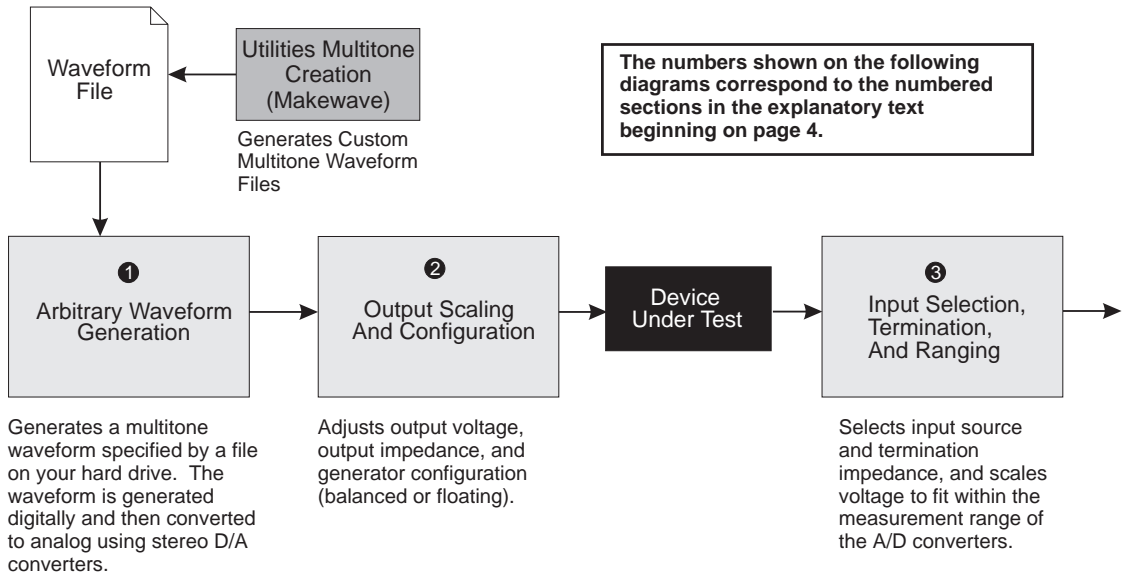 Waveform
File
Utilities Multitone
Creation
(Makewave)
Generates Custom
Multitone Waveform
Files
The numbers shown on the following
diagrams correspond to the numbered
sections in the explanatory text
beginning on page 4.
1
Arbitrary Waveform
Generation
2
Output Scaling
And Configuration
Device
Under Test
3
Input Selection,
Termination,
And Ranging
Generates a multitone
waveform specified by a file
on your hard drive.  The
waveform is generated
digitally and then converted
to analog using stereo D/A
converters.
Adjusts output voltage,
output impedance, and
generator configuration
(balanced or floating).
Selects input source
and termination
impedance, and scales
voltage to fit within the
measurement range of
the A/D converters.